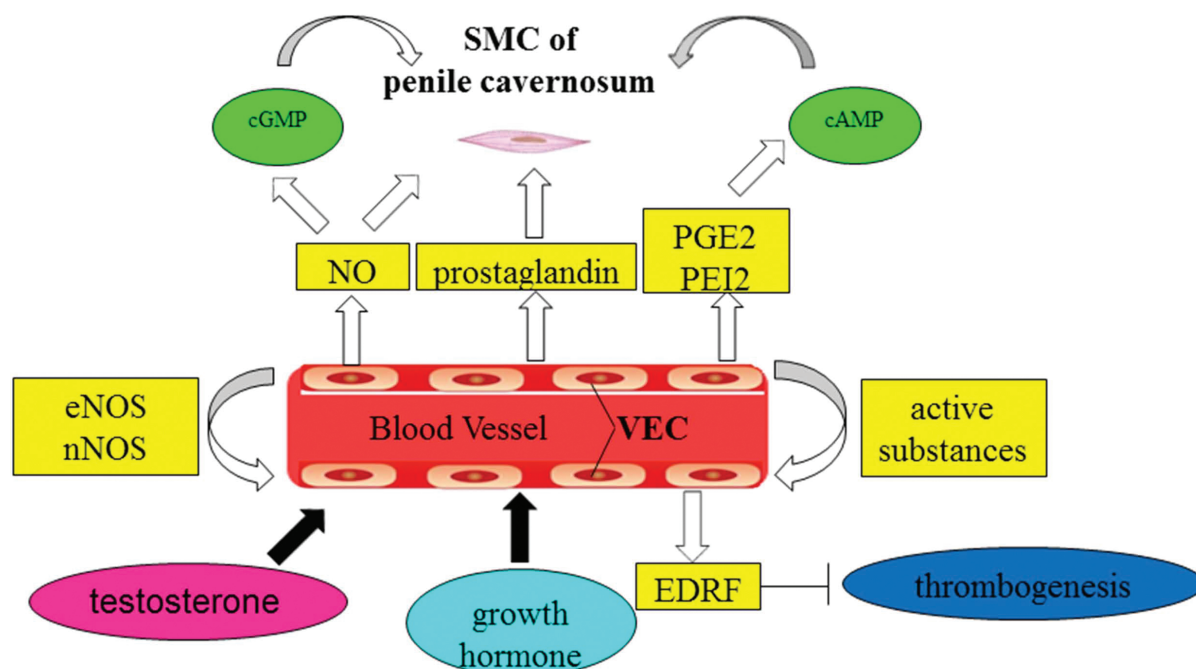 SMC of
penile cavernosum
cGMP
cAMP
NO
prostaglandin
PGE2
PEI2
eNOS
nNOS
Blood Vessel
VEC
active
substances
testosterone
growth
hormone
EDRF
thrombogenesis